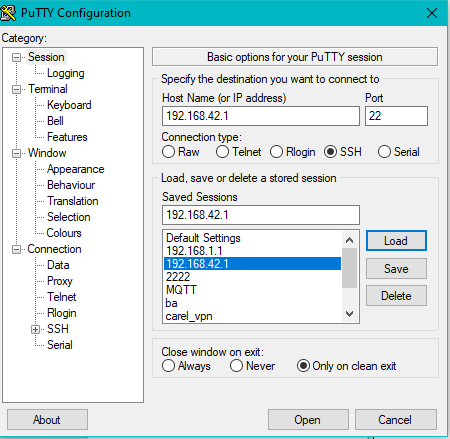 PuTTY Configuration
Category:
Session
Logging
Terminal
Keyboard
Bell
Features
Window
Appearance
Behaviour
Translation
Selection
Colours
Connection
Data
Proxy
Telnet
Rlogin
SSH
Serial
Basic options for your PuTTY session
Specify the destination you want to connect to
Host Name (or IP address) Port
192.168.42.1 22
Connection type:
Raw Telnet Rlogin SSH Serial
Load, save or delete a stored session
Saved Sessions
192.168.42.1
Default Settings
192.168.1.1
192.168.42.1
2222
MQTT
ba
carel_vpn
Load
Save
Delete
Close window on exit:
Always Never Only on clean exit
About Open Cancel